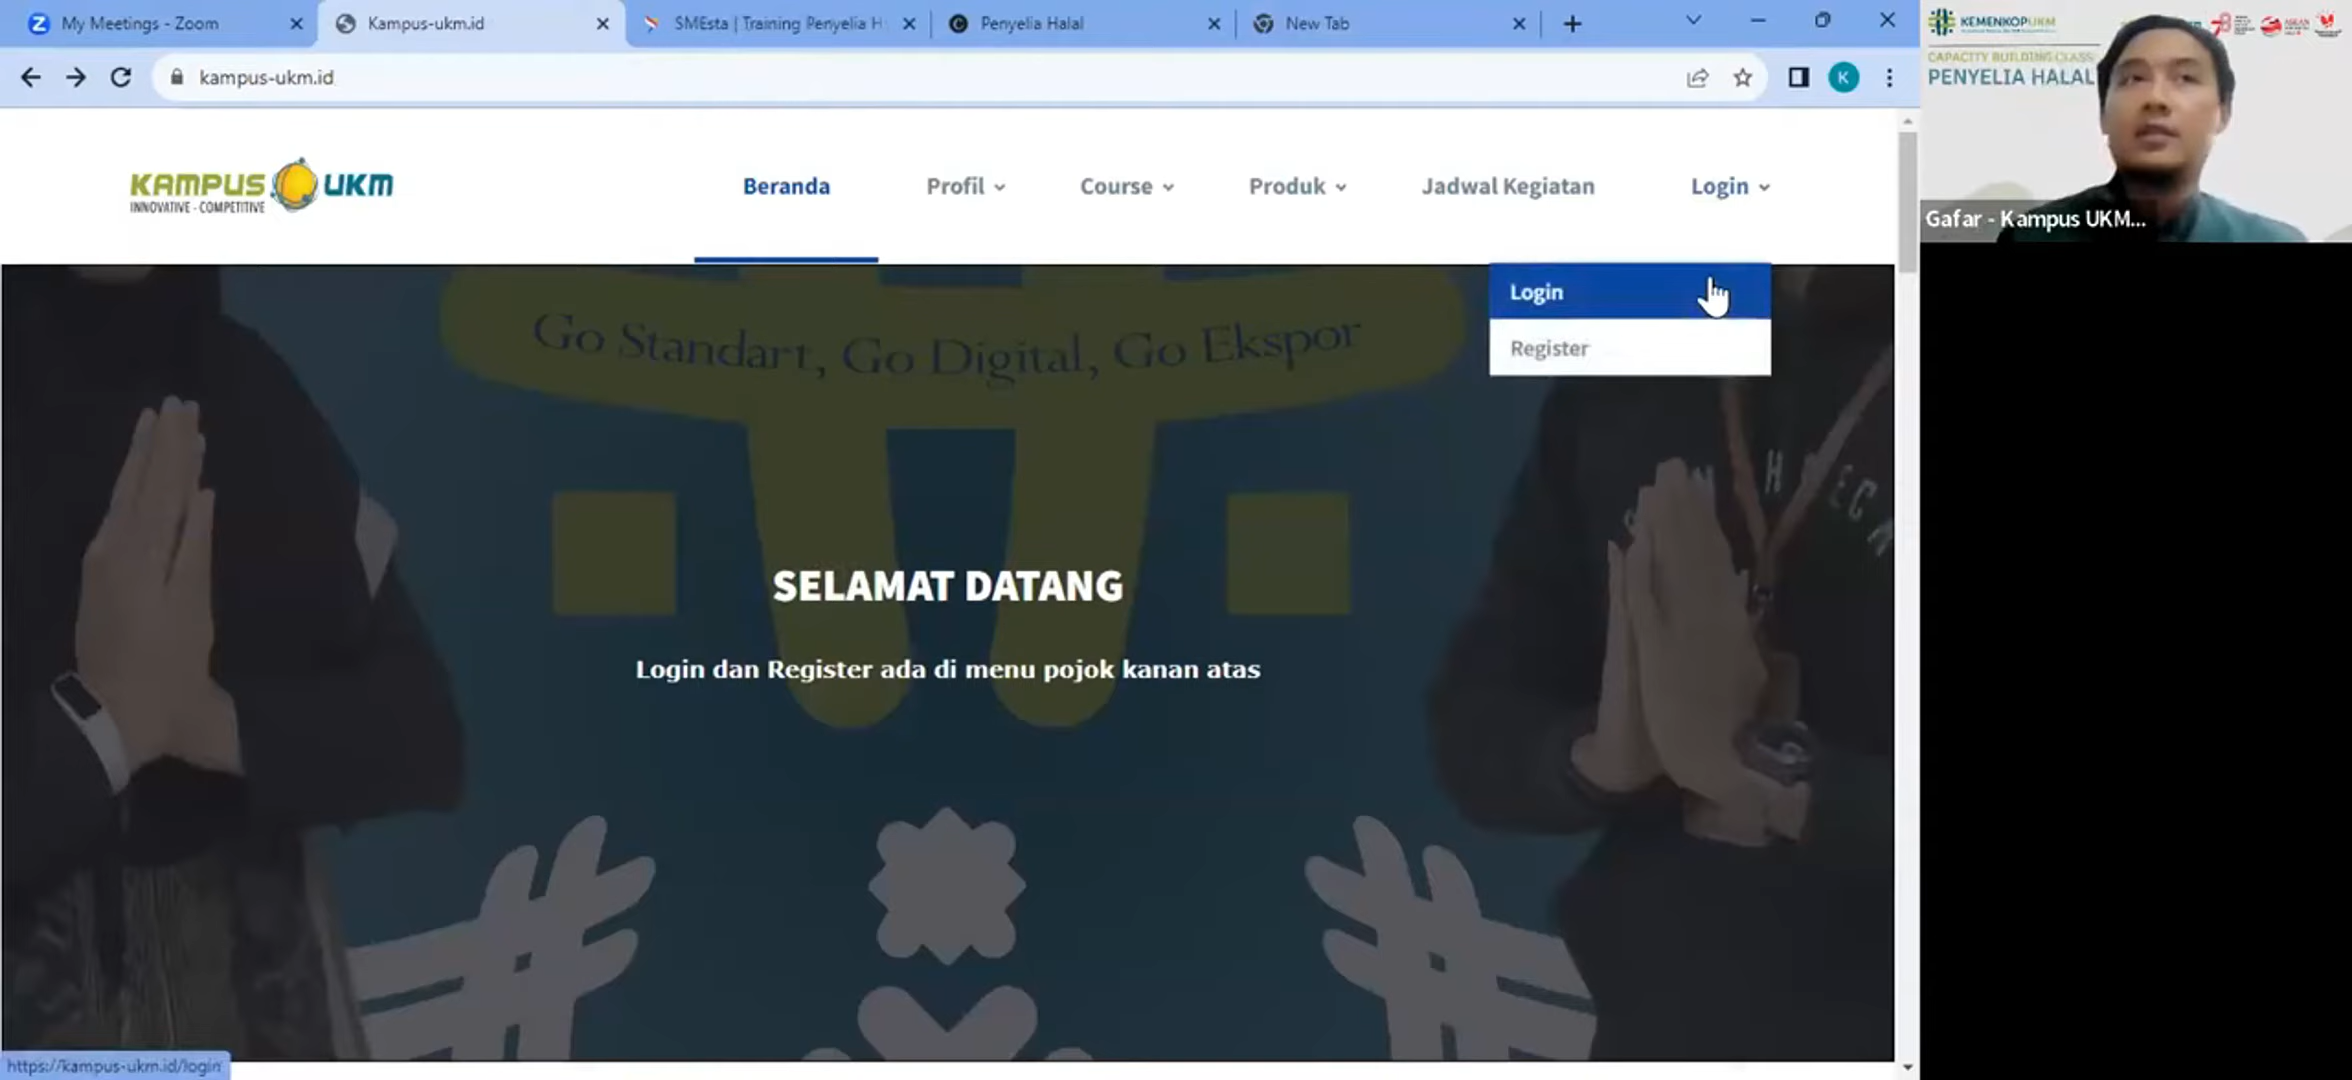 My Meetings - Zoom
Kampus-ukm.id
SMEsta | Training Penyelia H
Penyelia Halal
New Tab
kampus-ukm.id
K
KAMPUS UKM
INNOVATIVE - COMPETITIVE
Beranda
Profil
Course
Produk
Jadwal Kegiatan
Login
Login
Register
Go Standart, Go Digital, Go Ekspor
SELAMAT DATANG
Login dan Register ada di menu pojok kanan atas
https://kampus-ukm.id/login
KEMENKOPUKM
CAPACITY BUILDING CLASS
PENYELIA HALAL
Gafar - Kampus UKM...